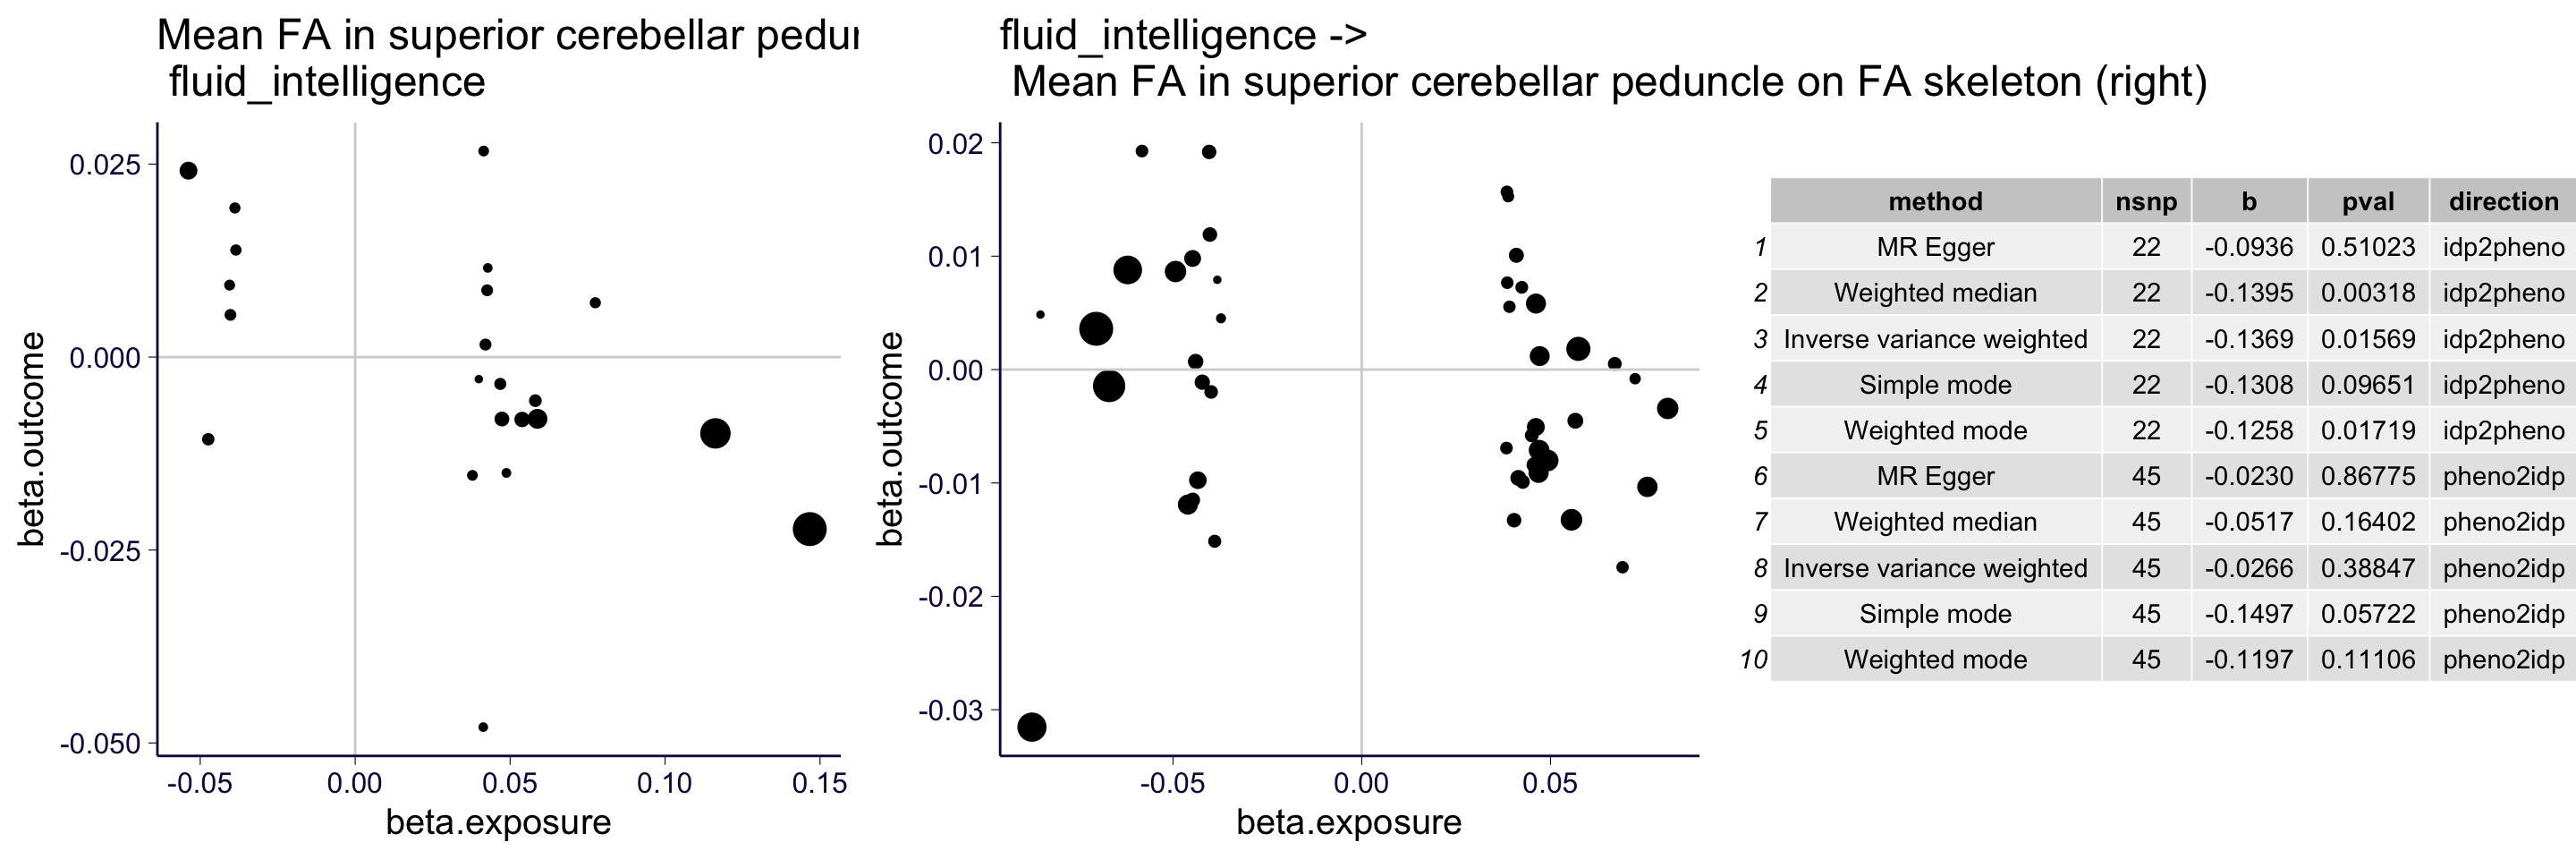 Mean FA in superior cerebellar pedun
fluid_intelligence
0.025
0.000
-0.025
-0.050
beta.outcome
-0.05
0.00
0.05
0.10
0.15
beta.exposure
fluid_intelligence ->
Mean FA in superior cerebellar peduncle on FA skeleton (right)
0.02
0.01
0.00
-0.01
-0.02
-0.03
beta.outcome
-0.05
0.00
0.05
beta.exposure
method nsnp b pval direction
1 MR Egger 22 -0.0936 0.51023 idp2pheno
2 Weighted median 22 -0.1395 0.00318 idp2pheno
3 Inverse variance weighted 22 -0.1369 0.01569 idp2pheno
4 Simple mode 22 -0.1308 0.09651 idp2pheno
5 Weighted mode 22 -0.1258 0.01719 idp2pheno
6 MR Egger 45 -0.0230 0.86775 pheno2idp
7 Weighted median 45 -0.0517 0.16402 pheno2idp
8 Inverse variance weighted 45 -0.0266 0.38847 pheno2idp
9 Simple mode 45 -0.1497 0.05722 pheno2idp
10 Weighted mode 45 -0.1197 0.11106 pheno2idp